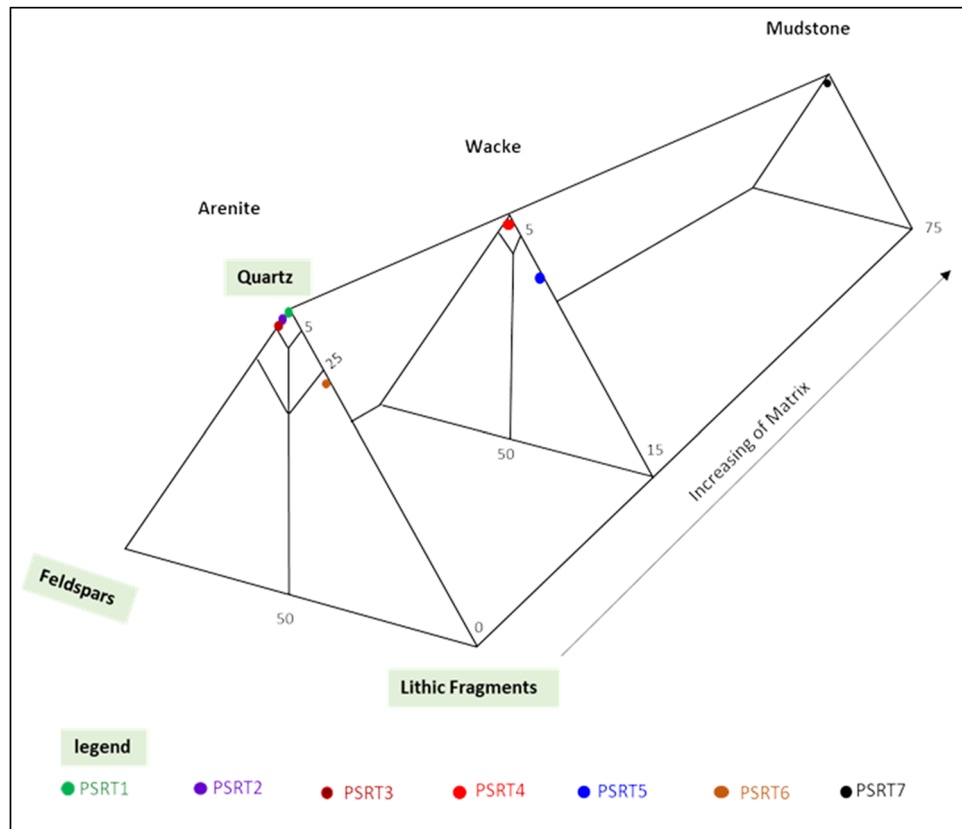 Mudstone
Wacke
Arenite
5
Quartz
75
5
25
Increasing of Matrix
50
15
Feldspars
50
0
Lithic Fragments
legend
PSRT1 PSRT2 PSRT3 PSRT4 PSRT5 PSRT6 PSRT7